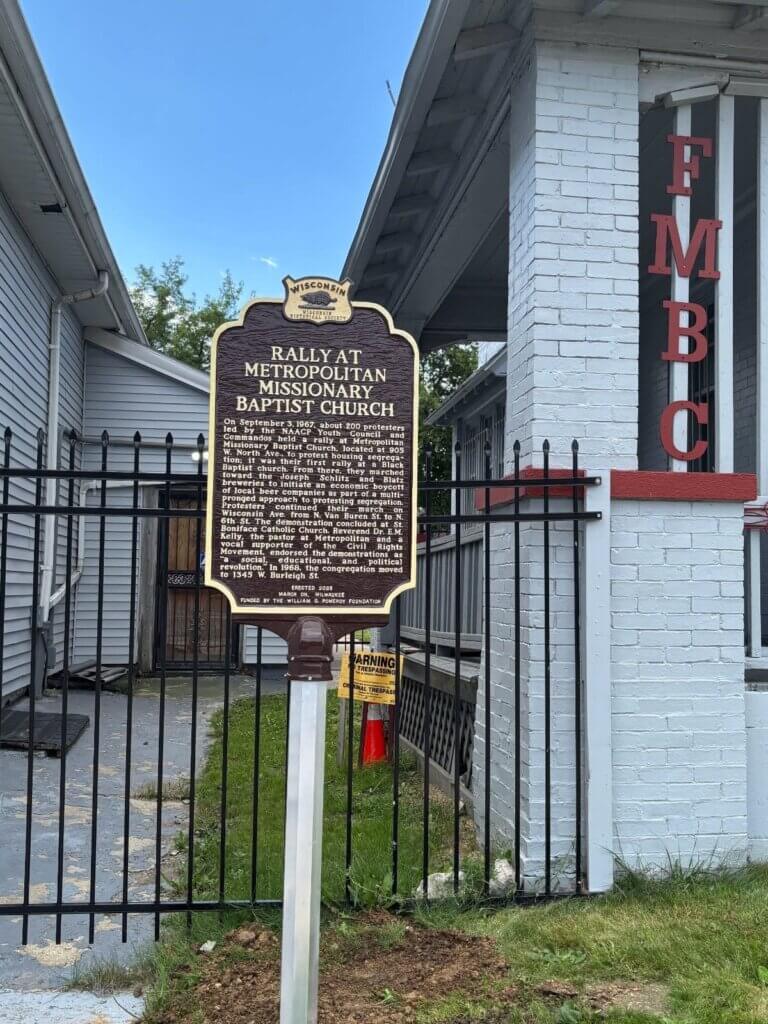 WISCONSIN
WISCONSIN
HISTORICAL SOCIETY
RALLY AT
METROPOLITAN
MISSIONARY
BAPTIST CHURCH
On September 3, 1967, about 200 protesters
led by the NAACP Youth Council and
Commandos held a rally at Metropolitan
Missionary Baptist Church, located at 905
W. North Ave., to protest housing segrega-
tion; it was their first rally at a Black
Baptist church. From there, they marched
toward the Joseph Schlitz and Blatz
breweries to initiate an economic boycott
of local beer companies as part of a multi-
pronged approach to protesting segregation.
Protesters continued their march on
Wisconsin Ave. from N. Van Buren St. to N.
6th St. The demonstration concluded at St.
Boniface Catholic Church. Reverend Dr. E.M.
Kelly, the pastor at Metropolitan and a
vocal supporter of the Civil Rights
Movement, endorsed the demonstrations as
"a social, educational, and political
revolution." In 1968, the congregation moved
to 1345 W. Burleigh St.
ERECTED
MARCH ON, MILWAUKEE
FUNDED BY THE WILLIAM G. POMEROY FOUNDATION
F
M
B
C
WARNING
TRESPASSING
TRESPASS